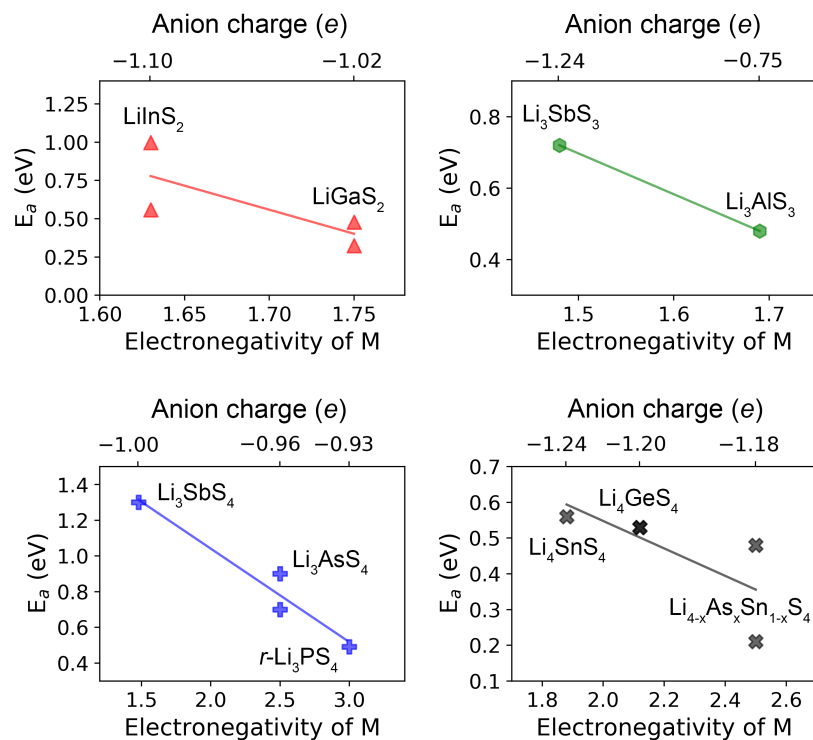 Anion charge (e)
−1.10 −1.02
E_a (eV)
1.25
1.00
0.75
0.50
0.25
0.00
LiInS₂
LiGaS₂
1.60 1.65 1.70 1.75
Electronegativity of M
Anion charge (e)
−1.24 −0.75
E_a (eV)
0.8
0.6
0.4
Li₃SbS₃
Li₃AlS₃
1.5 1.6 1.7
Electronegativity of M
Anion charge (e)
−1.00 −0.96 −0.93
E_a (eV)
1.4
1.2
1.0
0.8
0.6
0.4
Li₃SbS₄
Li₃AsS₄
r-Li₃PS₄
1.5 2.0 2.5 3.0
Electronegativity of M
Anion charge (e)
−1.24 −1.20 −1.18
E_a (eV)
0.7
0.6
0.5
0.4
0.3
0.2
0.1
Li₄GeS₄
Li₄SnS₄
Li₄₋ₓAsₓSn₁₋ₓS₄
1.8 2.0 2.2 2.4 2.6
Electronegativity of M